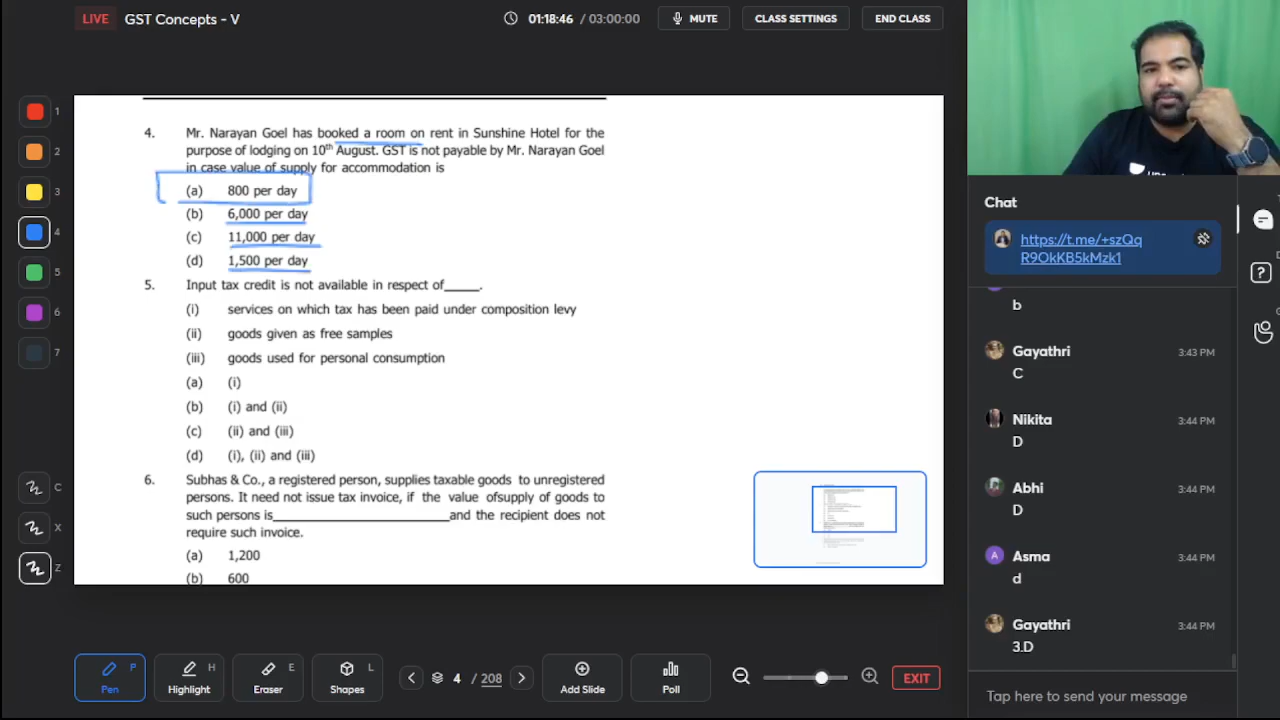 LIVE GST Concepts - V 01:18:46 / 03:00:00 MUTE CLASS SETTINGS END CLASS
1
2
3
4
5
6
7
C
X
Z
4. Mr. Narayan Goel has booked a room on rent in Sunshine Hotel for the
purpose of lodging on 10th August. GST is not payable by Mr. Narayan Goel
in case value of supply for accommodation is
(a) 800 per day
(b) 6,000 per day
(c) 11,000 per day
(d) 1,500 per day
5. Input tax credit is not available in respect of_____.
(i) services on which tax has been paid under composition levy
(ii) goods given as free samples
(iii) goods used for personal consumption
(a) (i)
(b) (i) and (ii)
(c) (ii) and (iii)
(d) (i), (ii) and (iii)
6. Subhas & Co., a registered person, supplies taxable goods to unregistered
persons. It need not issue tax invoice, if the value ofsupply of goods to
such persons is_________________________and the recipient does not
require such invoice.
(a) 1,200
(b) 600
Chat
https://t.me/+szQq
R9OkKB5kMzk1
b
Gayathri 3:43 PM
C
Nikita 3:44 PM
D
Abhi 3:44 PM
D
A
Asma 3:44 PM
d
Gayathri 3:44 PM
3.D
Tap here to send your message
P
Pen
H
Highlight
E
Eraser
L
Shapes
4 / 208
Add Slide
Poll
EXIT